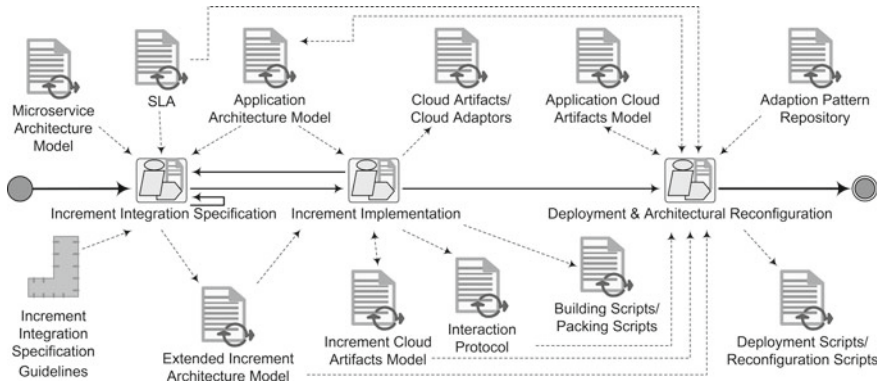 Microservice
Architecture
Model
SLA
Application
Architecture Model
Cloud Artifacts/
Cloud Adaptors
Application Cloud
Artifacts Model
Adaption Pattern
Repository
Increment Integration Specification
Increment Implementation
Deployment & Architectural Reconfiguration
Increment
Integration
Specification
Guidelines
Extended Increment
Architecture Model
Increment Cloud
Artifacts Model
Interaction
Protocol
Building Scripts/
Packing Scripts
Deployment Scripts/
Reconfiguration Scripts